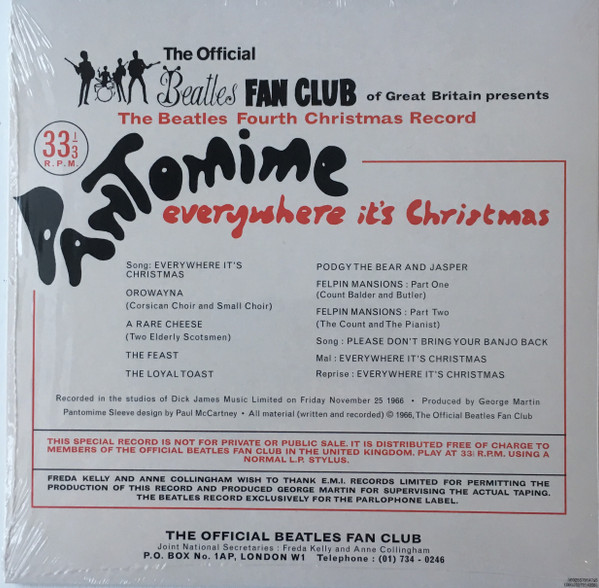 The Official
Beatles FAN CLUB of Great Britain presents
The Beatles Fourth Christmas Record
33⅓
R.P.M.
PANTomime
everywhere it's Christmas
Song: EVERYWHERE IT'S
CHRISTMAS
OROWAYNA
(Corsican Choir and Small Choir)
A RARE CHEESE
(Two Elderly Scotsmen)
THE FEAST
THE LOYAL TOAST
PODGY THE BEAR AND JASPER
FELPIN MANSIONS : Part One
(Count Balder and Butler)
FELPIN MANSIONS : Part Two
(The Count and The Pianist)
Song : PLEASE DON'T BRING YOUR BANJO BACK
Mal : EVERYWHERE IT'S CHRISTMAS
Reprise : EVERYWHERE IT'S CHRISTMAS
Recorded in the studios of Dick James Music Limited on Friday November 25 1966 • Produced by George Martin
Pantomime Sleeve design by Paul McCartney • All material (written and recorded) © 1966, The Official Beatles Fan Club
THIS SPECIAL RECORD IS NOT FOR PRIVATE OR PUBLIC SALE. IT IS DISTRIBUTED FREE OF CHARGE TO
MEMBERS OF THE OFFICIAL BEATLES FAN CLUB IN THE UNITED KINGDOM. PLAY AT 33⅓ R.P.M. USING A
NORMAL L.P. STYLUS.
FREDA KELLY AND ANNE COLLINGHAM WISH TO THANK E.M.I. RECORDS LIMITED FOR PERMITTING THE
PRODUCTION OF THIS RECORD AND PRODUCED GEORGE MARTIN FOR SUPERVISING THE ACTUAL TAPING.
THE BEATLES RECORD EXCLUSIVELY FOR THE PARLOPHONE LABEL.
THE OFFICIAL BEATLES FAN CLUB
Joint National Secretaries : Freda Kelly and Anne Collingham
P.O. BOX No. 1AP, LONDON W1 Telephone : (01) 734 - 0246